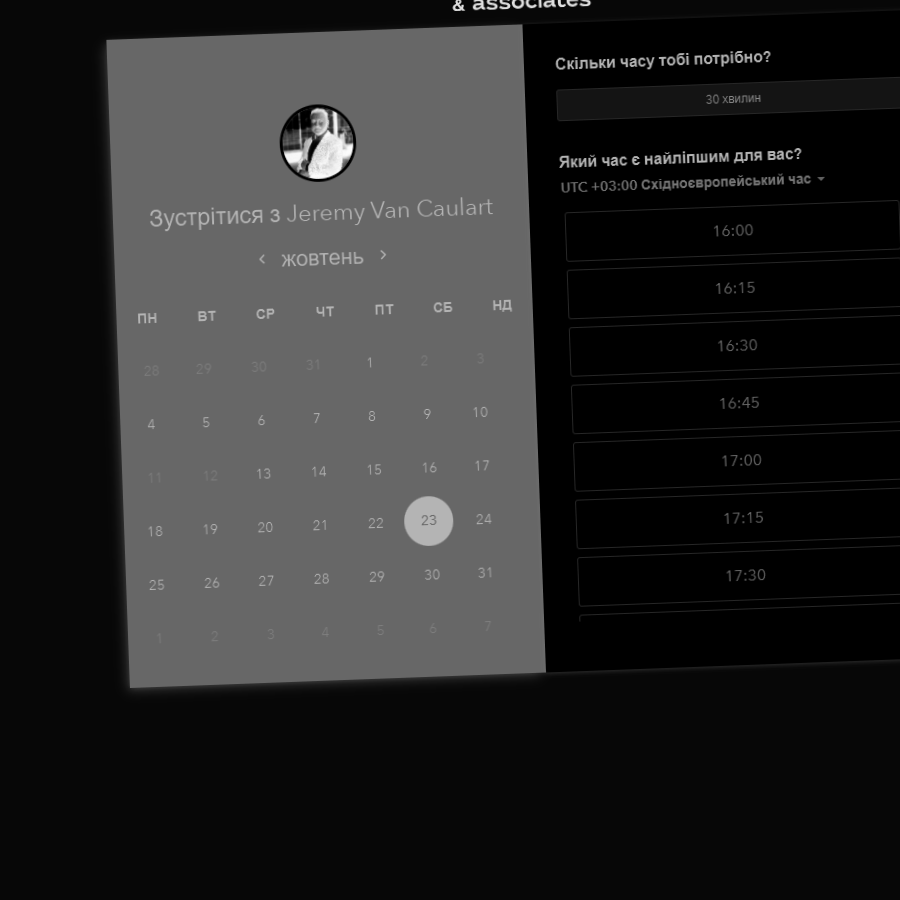 & associates
Зустрітися з Jeremy Van Caulart
жовтень
ПН ВТ СР ЧТ ПТ СБ НД
28 29 30 31 1 2 3
4 5 6 7 8 9 10
11 12 13 14 15 16 17
18 19 20 21 22 23 24
25 26 27 28 29 30 31
1 2 3 4 5 6 7
Скільки часу тобі потрібно?
30 хвилин
Який час є найліпшим для вас?
UTC +03:00 Східноєвропейський час
16:00
16:15
16:30
16:45
17:00
17:15
17:30